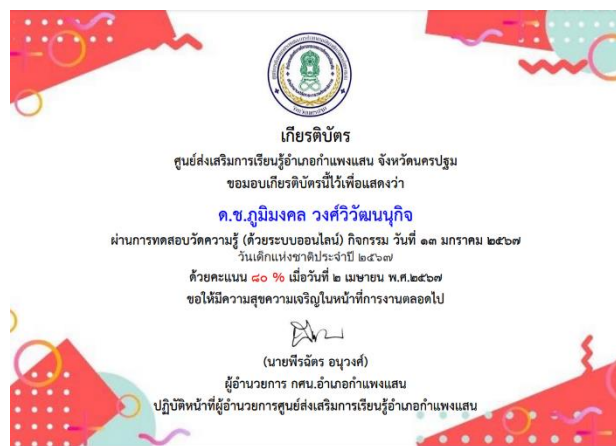 เกียรติบัตร
ศูนย์ส่งเสริมการเรียนรู้อำเภอกำแพงแสน จังหวัดนครปฐม
ขอมอบเกียรติบัตรนี้ไว้เพื่อแสดงว่า
ด.ช.ภูมิมงคล วงศ์วิวัฒนนุกิจ
ผ่านการทดสอบวัดความรู้ (ด้วยระบบออนไลน์) กิจกรรม วันที่ ๑๓ มกราคม ๒๕๖๗
วันเด็กแห่งชาติประจำปี ๒๕๖๗
ด้วยคะแนน ๘๐ % เมื่อวันที่ ๒ เมษายน พ.ศ.๒๕๖๗
ขอให้มีความสุขความเจริญในหน้าที่การงานตลอดไป
(นายพีรฉัตร อนุวงศ์)
ผู้อำนวยการ กศน.อำเภอกำแพงแสน
ปฏิบัติหน้าที่ผู้อำนวยการศูนย์ส่งเสริมการเรียนรู้อำเภอกำแพงแสน